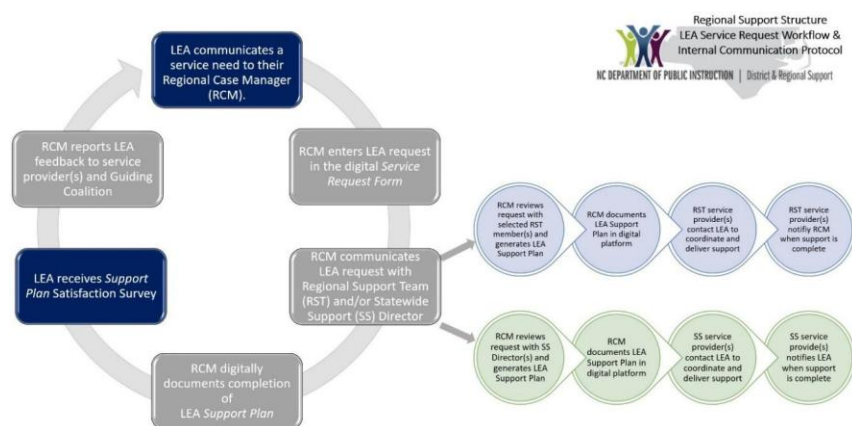 Regional Support Structure
LEA Service Request Workflow &
Internal Communication Protocol
NC DEPARTMENT OF PUBLIC INSTRUCTION | District & Regional Support
LEA communicates a
service need to their
Regional Case Manager
(RCM).
RCM enters LEA request
in the digital Service
Request Form
RCM communicates
LEA request with
Regional Support Team
(RST) and/or Statewide
Support (SS) Director
RCM digitally
documents completion
of
LEA Support Plan
LEA receives Support
Plan Satisfaction Survey
RCM reports LEA
feedback to service
provider(s) and Guiding
Coalition
RCM reviews
request with
selected RST
member(s) and
generates LEA
Support Plan
RCM documents
LEA Support
Plan in digital
platform
RST service
provider(s)
contact LEA to
coordinate and
deliver support
RST service
provider(s)
notifiy RCM
when support is
complete
RCM reviews
request with SS
Director(s) and
generates LEA
Support Plan
RCM
documents LEA
Support Plan in
digital platform
SS service
provider(s)
contact LEA to
coordinate and
deliver support
SS service
provide(s)
notifies LEA
when support
is complete